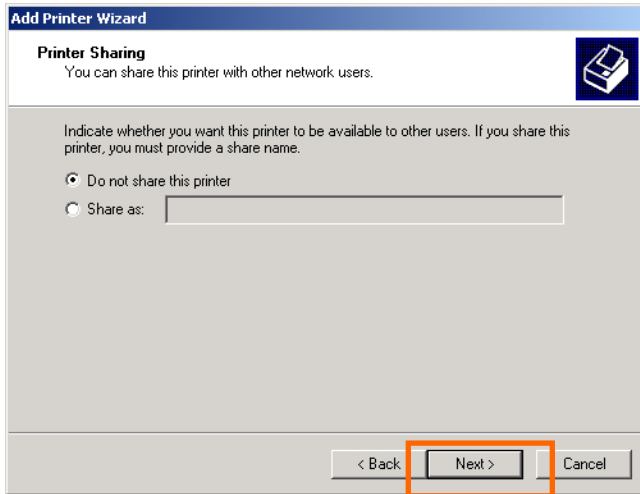 Add Printer Wizard
Printer Sharing
You can share this printer with other network users.
Indicate whether you want this printer to be available to other users. If you share this
printer, you must provide a share name.
Do not share this printer
Share as:
< Back
Next >
Cancel